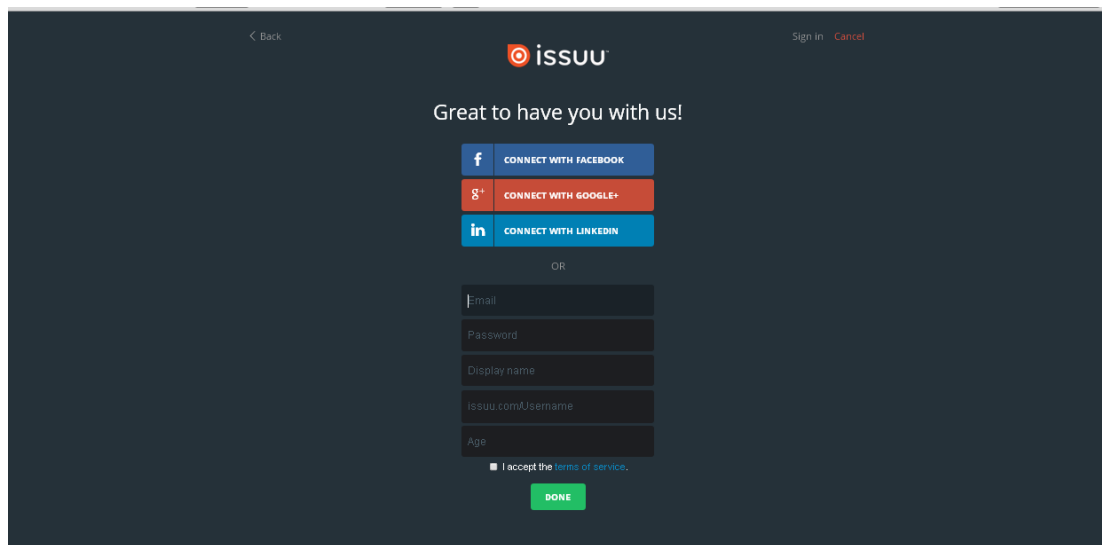 < Back
Sign in Cancel
issuu™
Great to have you with us!
f CONNECT WITH FACEBOOK
g+ CONNECT WITH GOOGLE+
in CONNECT WITH LINKEDIN
OR
Email
Password
Display name
issuu.com/Username
Age
I accept the terms of service.
DONE